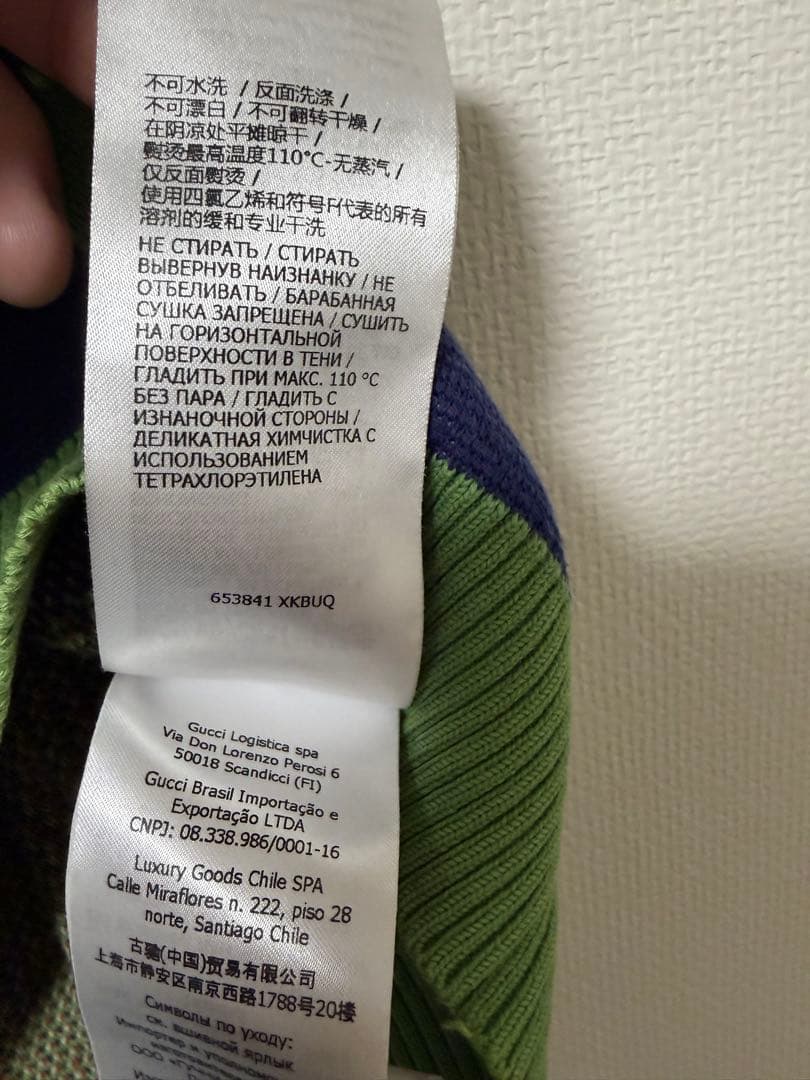 不可水洗 / 反面洗涤 /
不可漂白 / 不可翻转干燥 /
在阴凉处平摊晾干 /
熨烫最高温度110°C-无蒸汽 /
仅反面熨烫 /
使用四氯乙烯和符号F代表的所有
溶剂的缓和专业干洗
НЕ СТИРАТЬ / СТИРАТЬ
ВЫВЕРНУВ НАИЗНАНКУ / НЕ
ОТБЕЛИВАТЬ / БАРАБАННАЯ
СУШКА ЗАПРЕЩЕНА / СУШИТЬ
НА ГОРИЗОНТАЛЬНОЙ
ПОВЕРХНОСТИ В ТЕНИ /
ГЛАДИТЬ ПРИ МАКС. 110 °C
БЕЗ ПАРА / ГЛАДИТЬ С
ИЗНАНОЧНОЙ СТОРОНЫ /
ДЕЛИКАТНАЯ ХИМЧИСТКА С
ИСПОЛЬЗОВАНИЕМ
ТЕТРАХЛОРЭТИЛЕНА
653841 XKBUQ
Gucci Logistica spa
Via Don Lorenzo Perosi 6
50018 Scandicci (FI)
Gucci Brasil Importação e
Exportação LTDA
CNPJ: 08.338.986/0001-16
Luxury Goods Chile SPA
Calle Miraflores n. 222, piso 28
norte, Santiago Chile
古驰(中国)贸易有限公司
上海市静安区南京西路1788号20楼
Символы по уходу:
см. вшивной ярлык
Импортер и
ООО